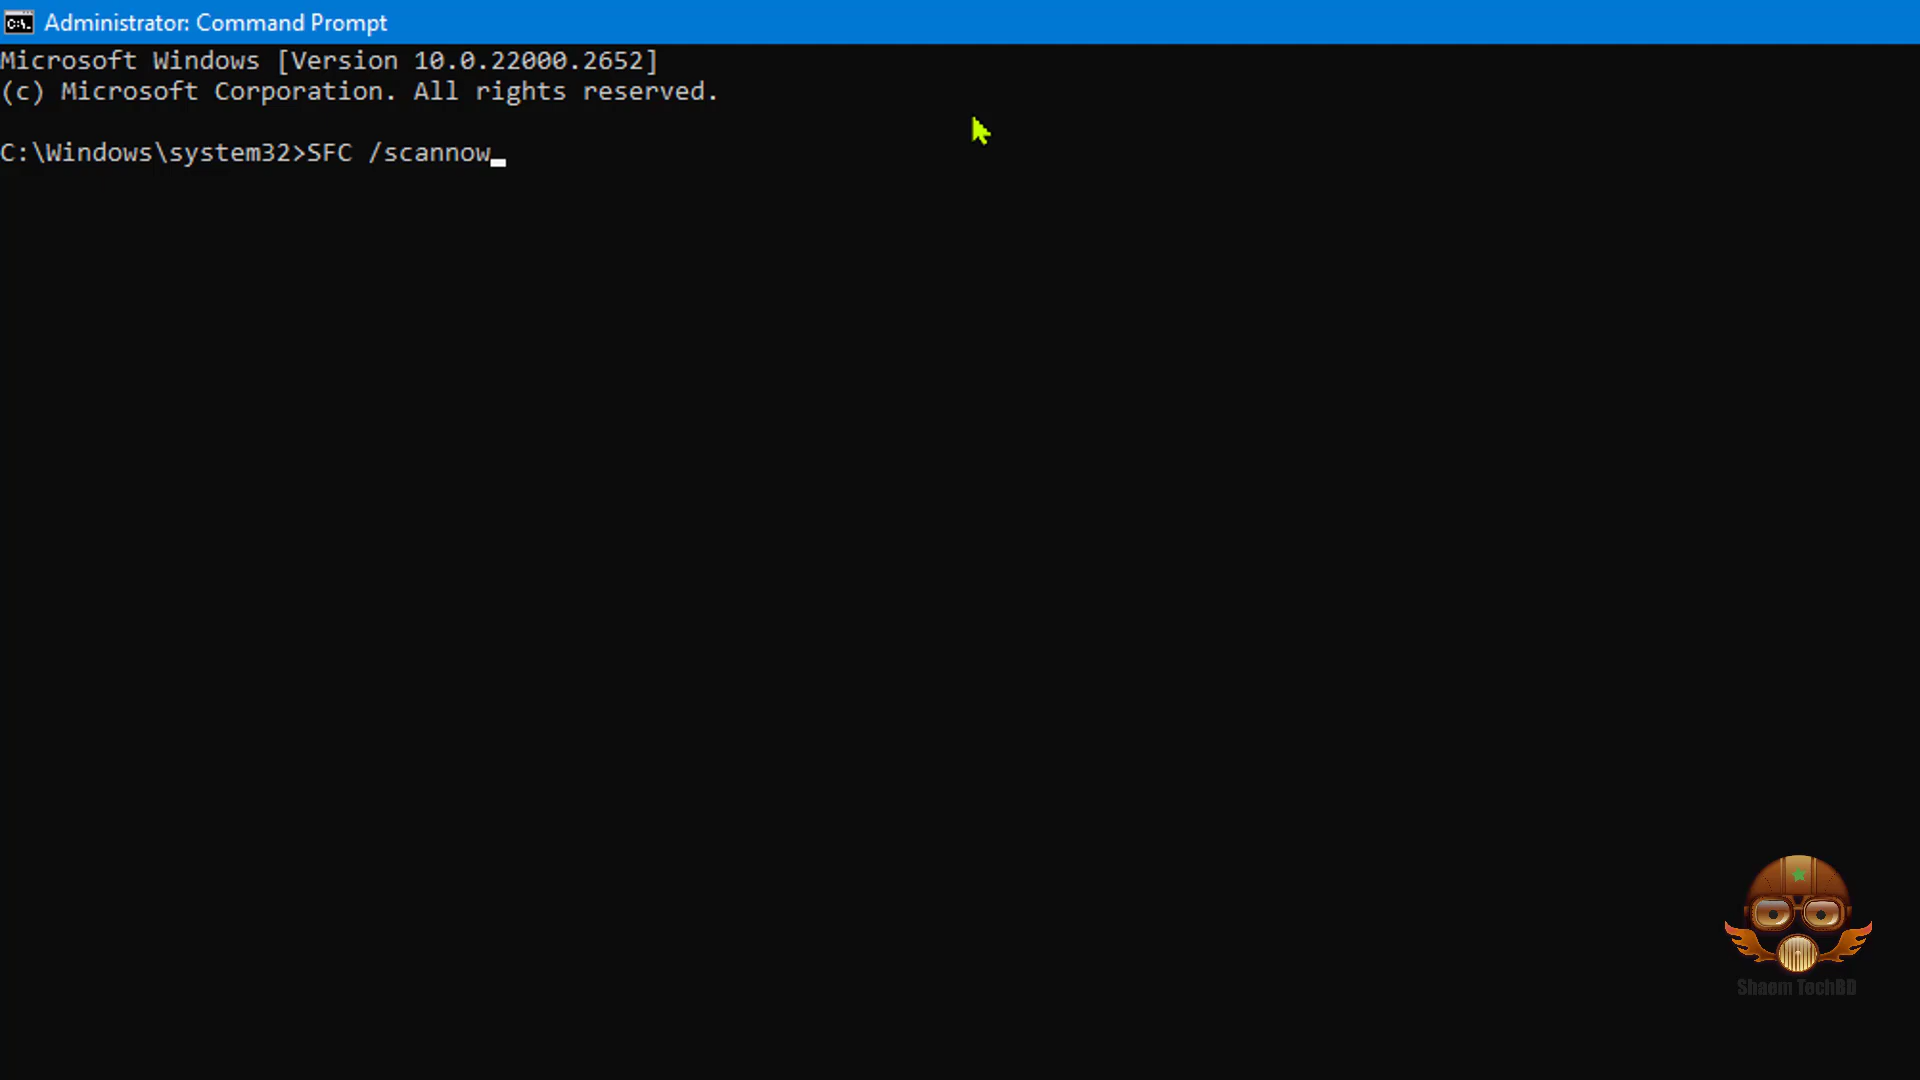 Administrator: Command Prompt
Microsoft Windows [Version 10.0.22000.2652]
(c) Microsoft Corporation. All rights reserved.
C:\Windows\system32>SFC /scannow
Shaem TechBD